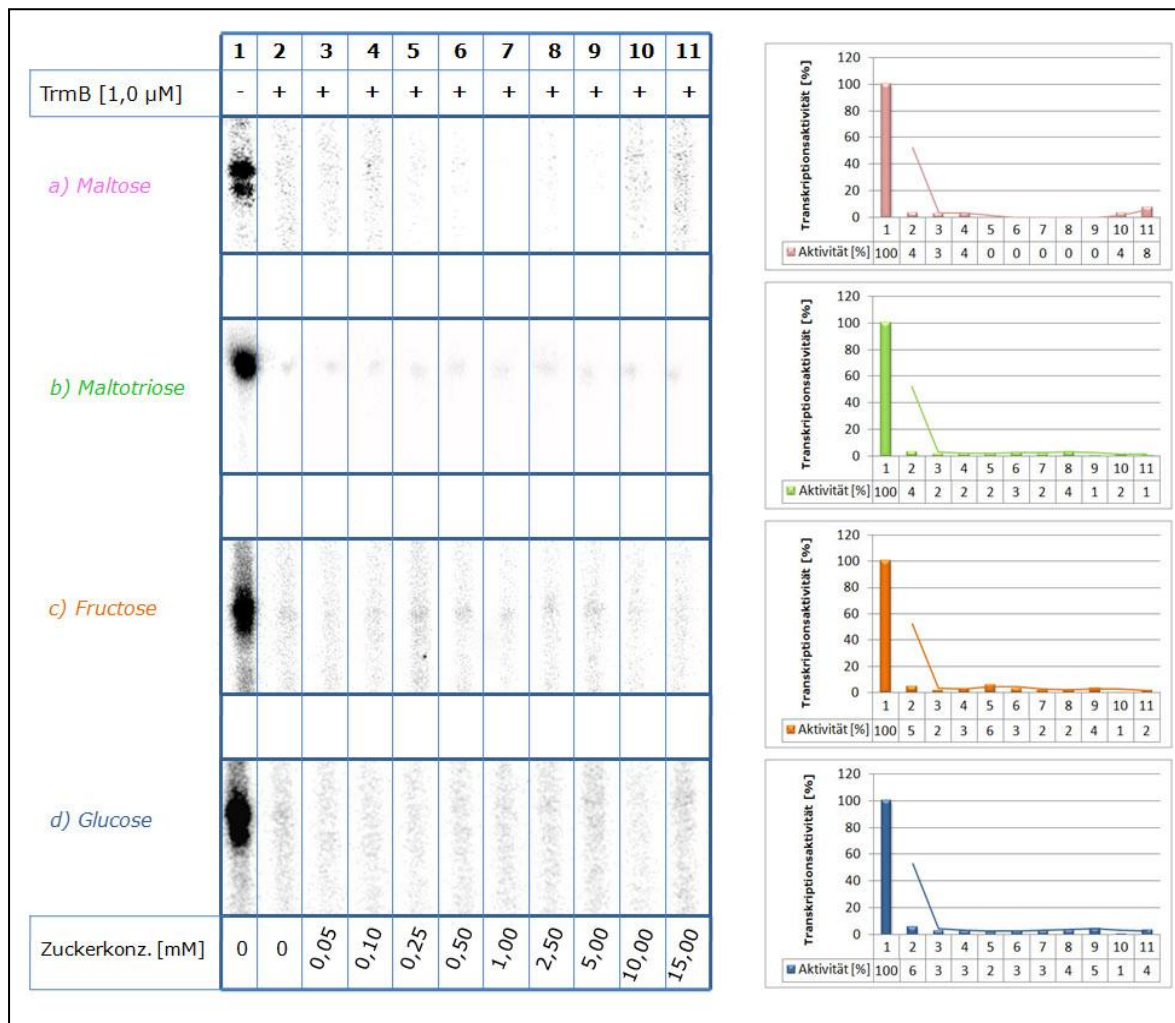 1 2 3 4 5 6 7 8 9 10 11
TrmB [1,0 µM] - + + + + + + + + + +
a) Maltose
b) Maltotriose
c) Fructose
d) Glucose
Zuckerkonz. [mM] 0 0 0,05 0,10 0,25 0,50 1,00 2,50 5,00 10,00 15,00
Transkriptionsaktivität [%]
120
100
80
60
40
20
0
1 2 3 4 5 6 7 8 9 10 11
Aktivität [%] 100 4 3 4 0 0 0 0 0 4 8
Transkriptionsaktivität [%]
120
100
80
60
40
20
0
1 2 3 4 5 6 7 8 9 10 11
Aktivität [%] 100 4 2 2 2 3 2 4 1 2 1
Transkriptionsaktivität [%]
120
100
80
60
40
20
0
1 2 3 4 5 6 7 8 9 10 11
Aktivität [%] 100 5 2 3 6 3 2 2 4 1 2
Transkriptionsaktivität [%]
120
100
80
60
40
20
0
1 2 3 4 5 6 7 8 9 10 11
Aktivität [%] 100 6 3 3 2 3 3 4 5 1 4